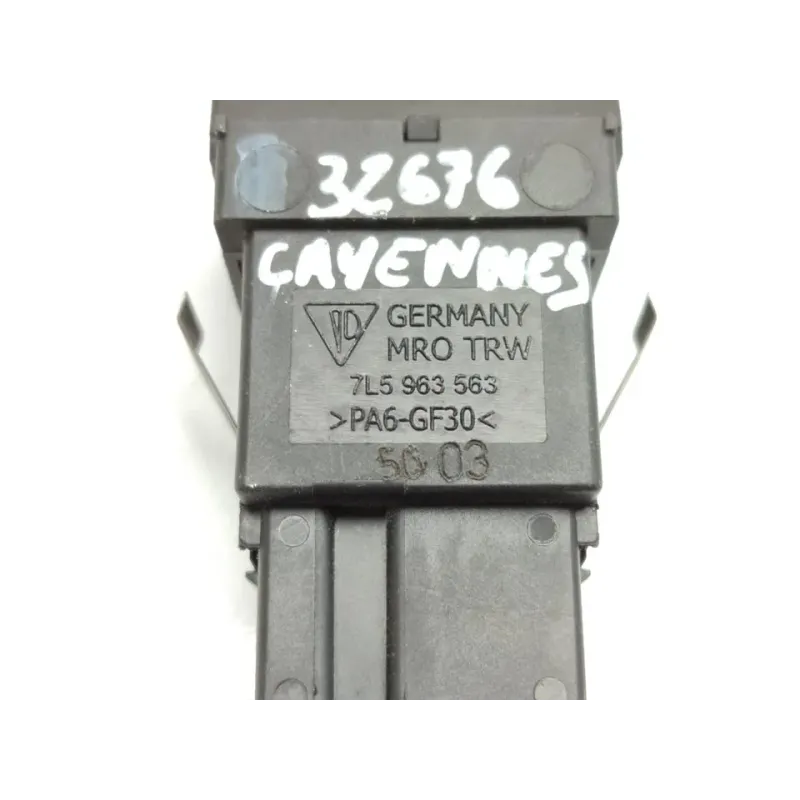 32676
CAYENNES
GERMANY
MRO TRW
7L5 963 563
>PA6-GF30<
50 03